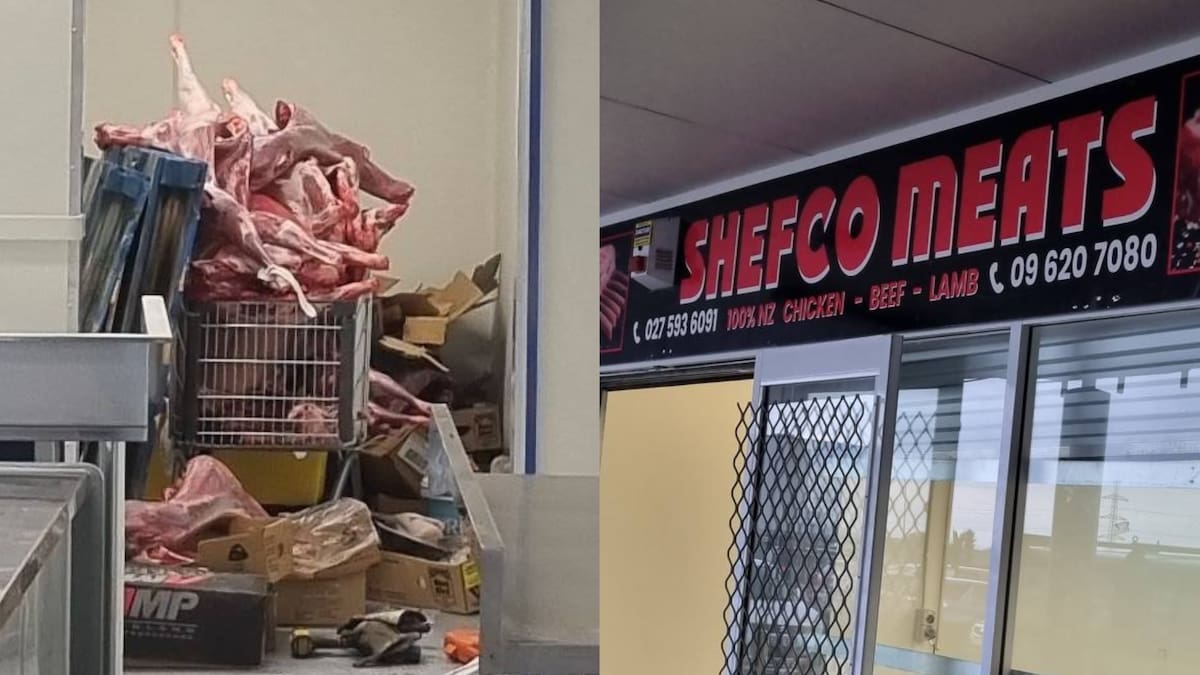 SHEFCO MEATS
027 593 6091 100% NZ CHICKEN - BEEF - LAMB 09 620 7080
MP